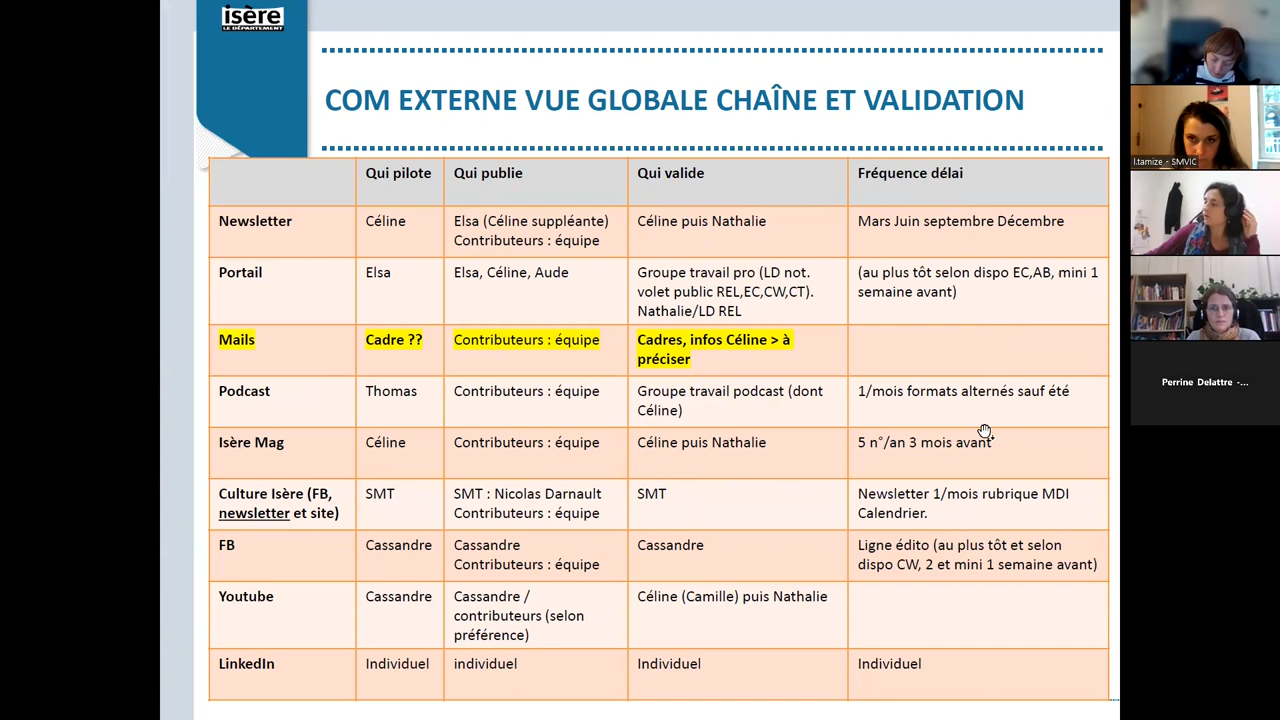 isère
LE DÉPARTEMENT
COM EXTERNE VUE GLOBALE CHAÎNE ET VALIDATION
Qui pilote
Qui publie
Qui valide
Fréquence délai
Newsletter
Céline
Elsa (Céline suppléante)
Contributeurs : équipe
Céline puis Nathalie
Mars Juin septembre Décembre
Portail
Elsa
Elsa, Céline, Aude
Groupe travail pro (LD not.
volet public REL,EC,CW,CT).
Nathalie/LD REL
(au plus tôt selon dispo EC,AB, mini 1
semaine avant)
Mails
Cadre ??
Contributeurs : équipe
Cadres, infos Céline > à
préciser
Podcast
Thomas
Contributeurs : équipe
Groupe travail podcast (dont
Céline)
1/mois formats alternés sauf été
Isère Mag
Céline
Contributeurs : équipe
Céline puis Nathalie
5 n°/an 3 mois avant
Culture Isère (FB,
newsletter et site)
SMT
SMT : Nicolas Darnault
Contributeurs : équipe
SMT
Newsletter 1/mois rubrique MDI
Calendrier.
FB
Cassandre
Cassandre
Contributeurs : équipe
Cassandre
Ligne édito (au plus tôt et selon
dispo CW, 2 et mini 1 semaine avant)
Youtube
Cassandre
Cassandre /
contributeurs (selon
préférence)
Céline (Camille) puis Nathalie
LinkedIn
Individuel
individuel
Individuel
Individuel
l.tamize - SMVIC
Perrine Delattre -...